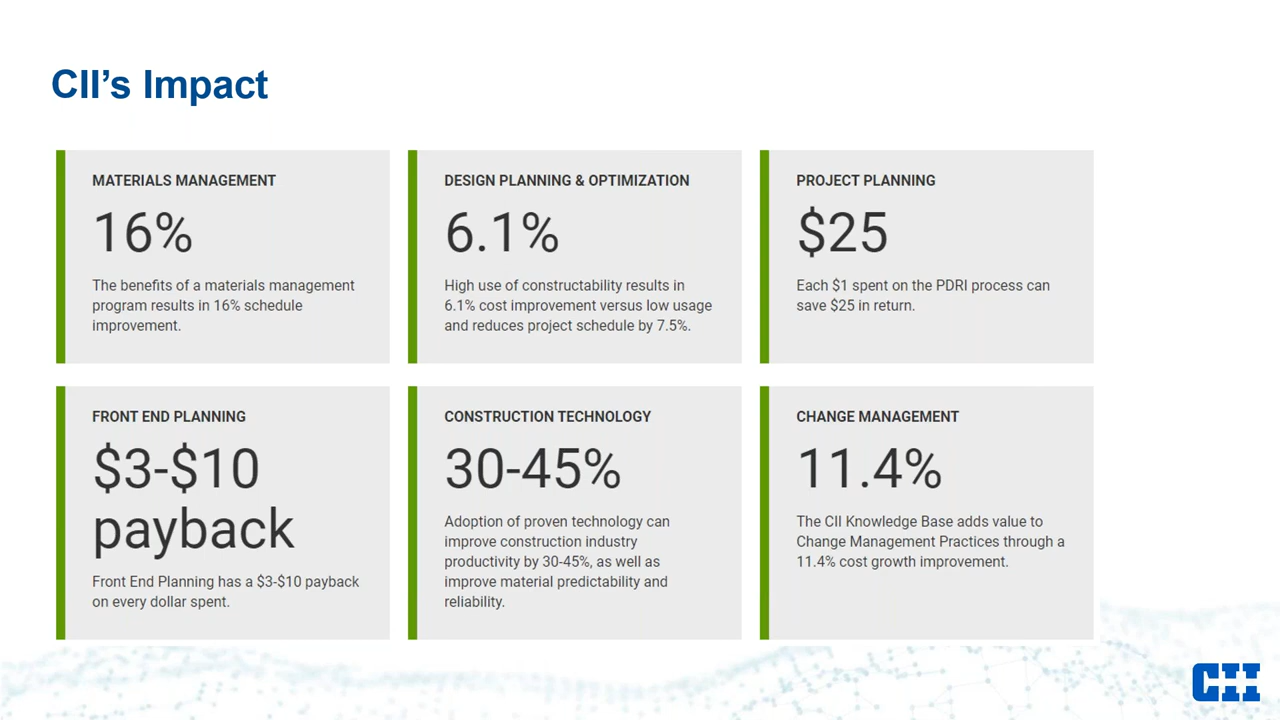 CII's Impact
MATERIALS MANAGEMENT
16%
The benefits of a materials management
program results in 16% schedule
improvement.
DESIGN PLANNING & OPTIMIZATION
6.1%
High use of constructability results in
6.1% cost improvement versus low usage
and reduces project schedule by 7.5%.
PROJECT PLANNING
$25
Each $1 spent on the PDRI process can
save $25 in return.
FRONT END PLANNING
$3-$10
payback
Front End Planning has a $3-$10 payback
on every dollar spent.
CONSTRUCTION TECHNOLOGY
30-45%
Adoption of proven technology can
improve construction industry
productivity by 30-45%, as well as
improve material predictability and
reliability.
CHANGE MANAGEMENT
11.4%
The CII Knowledge Base adds value to
Change Management Practices through a
11.4% cost growth improvement.
CII